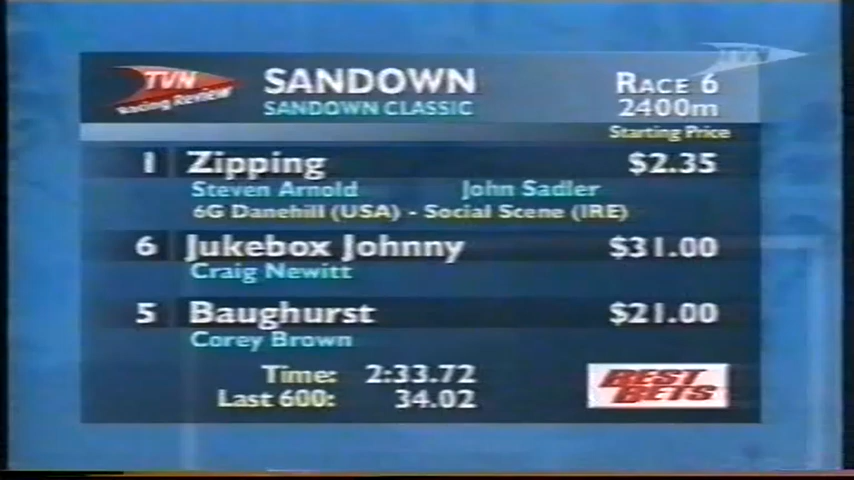 TVN
Racing Review
SANDOWN
SANDOWN CLASSIC
RACE 6
2400m
Starting Price
TVN
1 Zipping $2.35
Steven Arnold John Sadler
6G Danehill (USA) - Social Scene (IRE)
6 Jukebox Johnny $31.00
Craig Newitt
5 Baughurst $21.00
Corey Brown
Time: 2:33.72
Last 600: 34.02
BEST
BETS